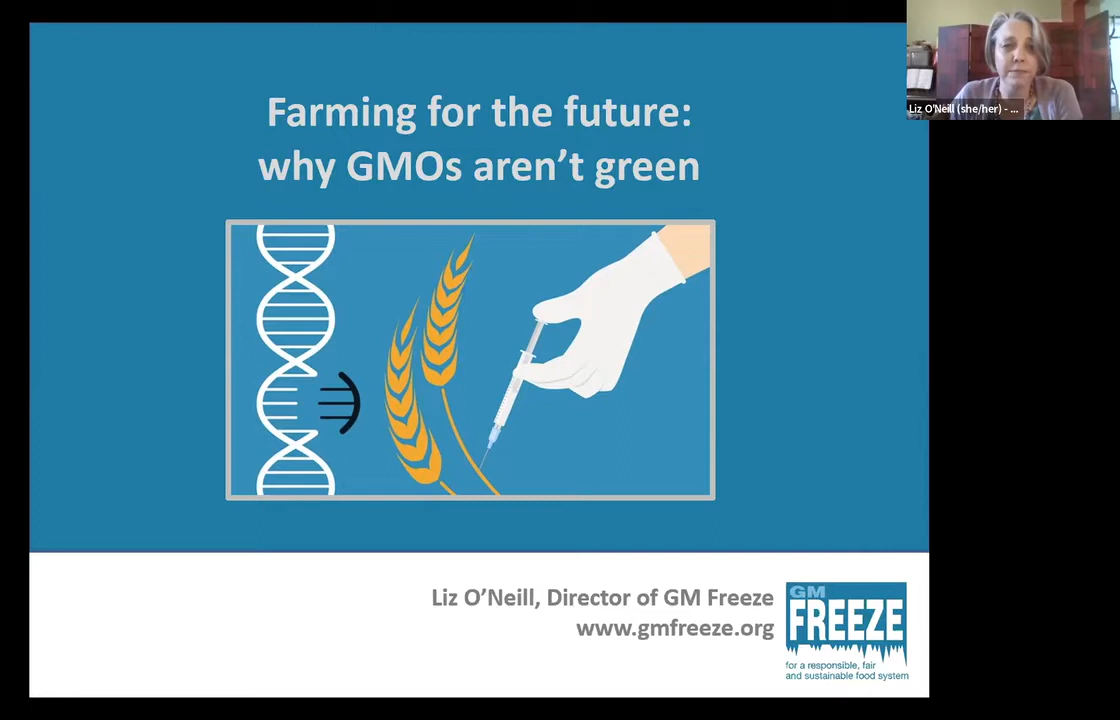 Farming for the future:
why GMOs aren't green
Liz O'Neill (she/her) - ...
Liz O'Neill, Director of GM Freeze
www.gmfreeze.org
GM
FREEZE
for a responsible, fair
and sustainable food system